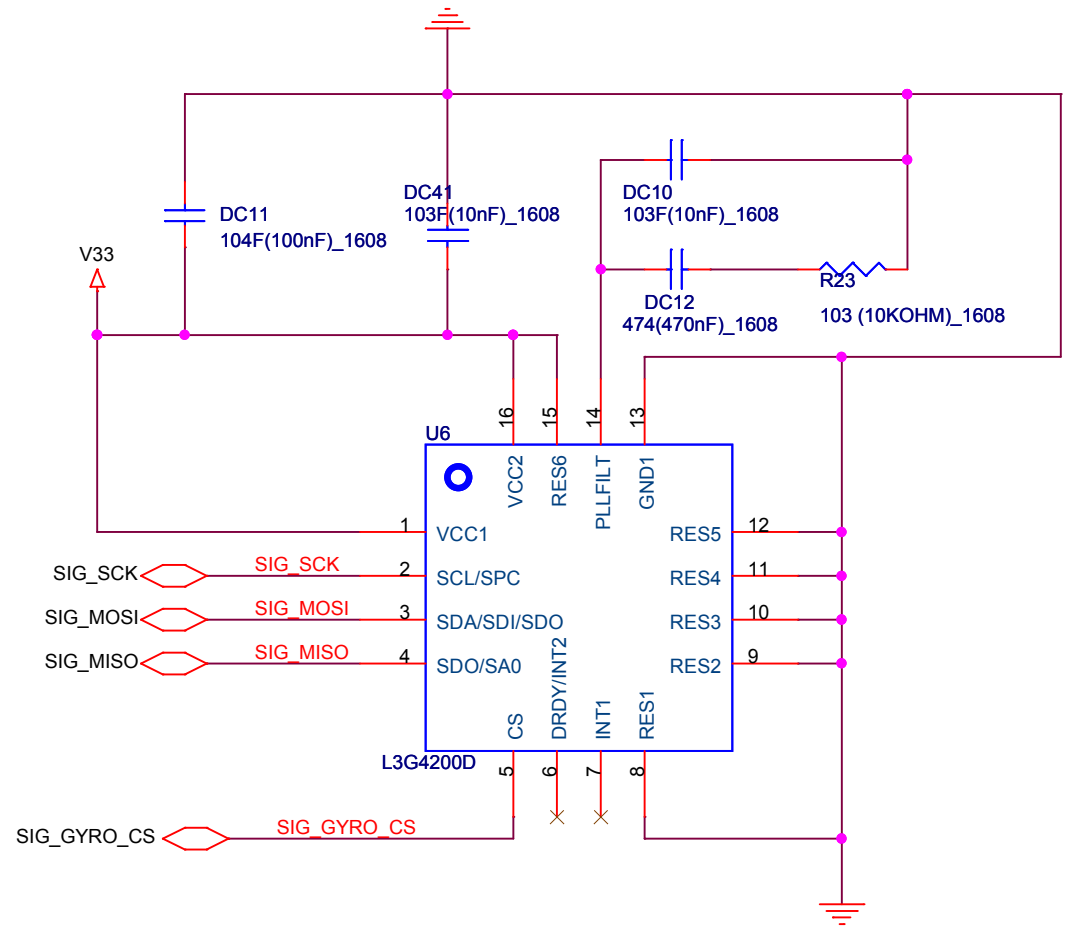 DC41
103F(10nF)_1608
DC10
103F(10nF)_1608
DC11
104F(100nF)_1608
V33
R23
103 (10KOHM)_1608
DC12
474(470nF)_1608
16
15
14
13
U6
VCC2
RES6
PLLFILT
GND1
1
VCC1
RES5
12
SIG_SCK
SIG_SCK
2
SCL/SPC
RES4
11
SIG_MOSI
SIG_MOSI
3
SDA/SDI/SDO
RES3
10
SIG_MISO
SIG_MISO
4
SDO/SA0
RES2
9
CS
DRDY/INT2
INT1
RES1
L3G4200D
5
6
7
8
SIG_GYRO_CS
SIG_GYRO_CS